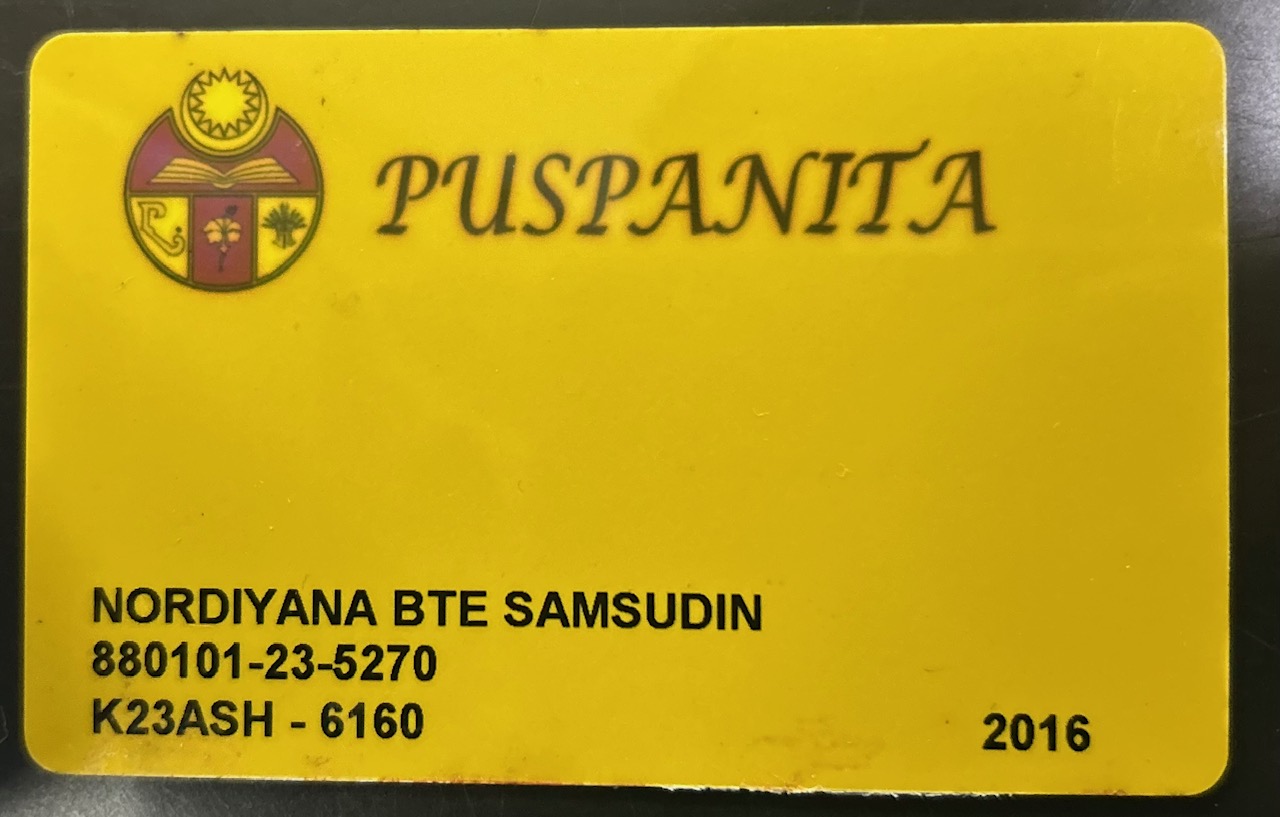 PUSPANITA
NORDIYANA BTE SAMSUDIN
880101-23-5270
K23ASH - 6160
2016